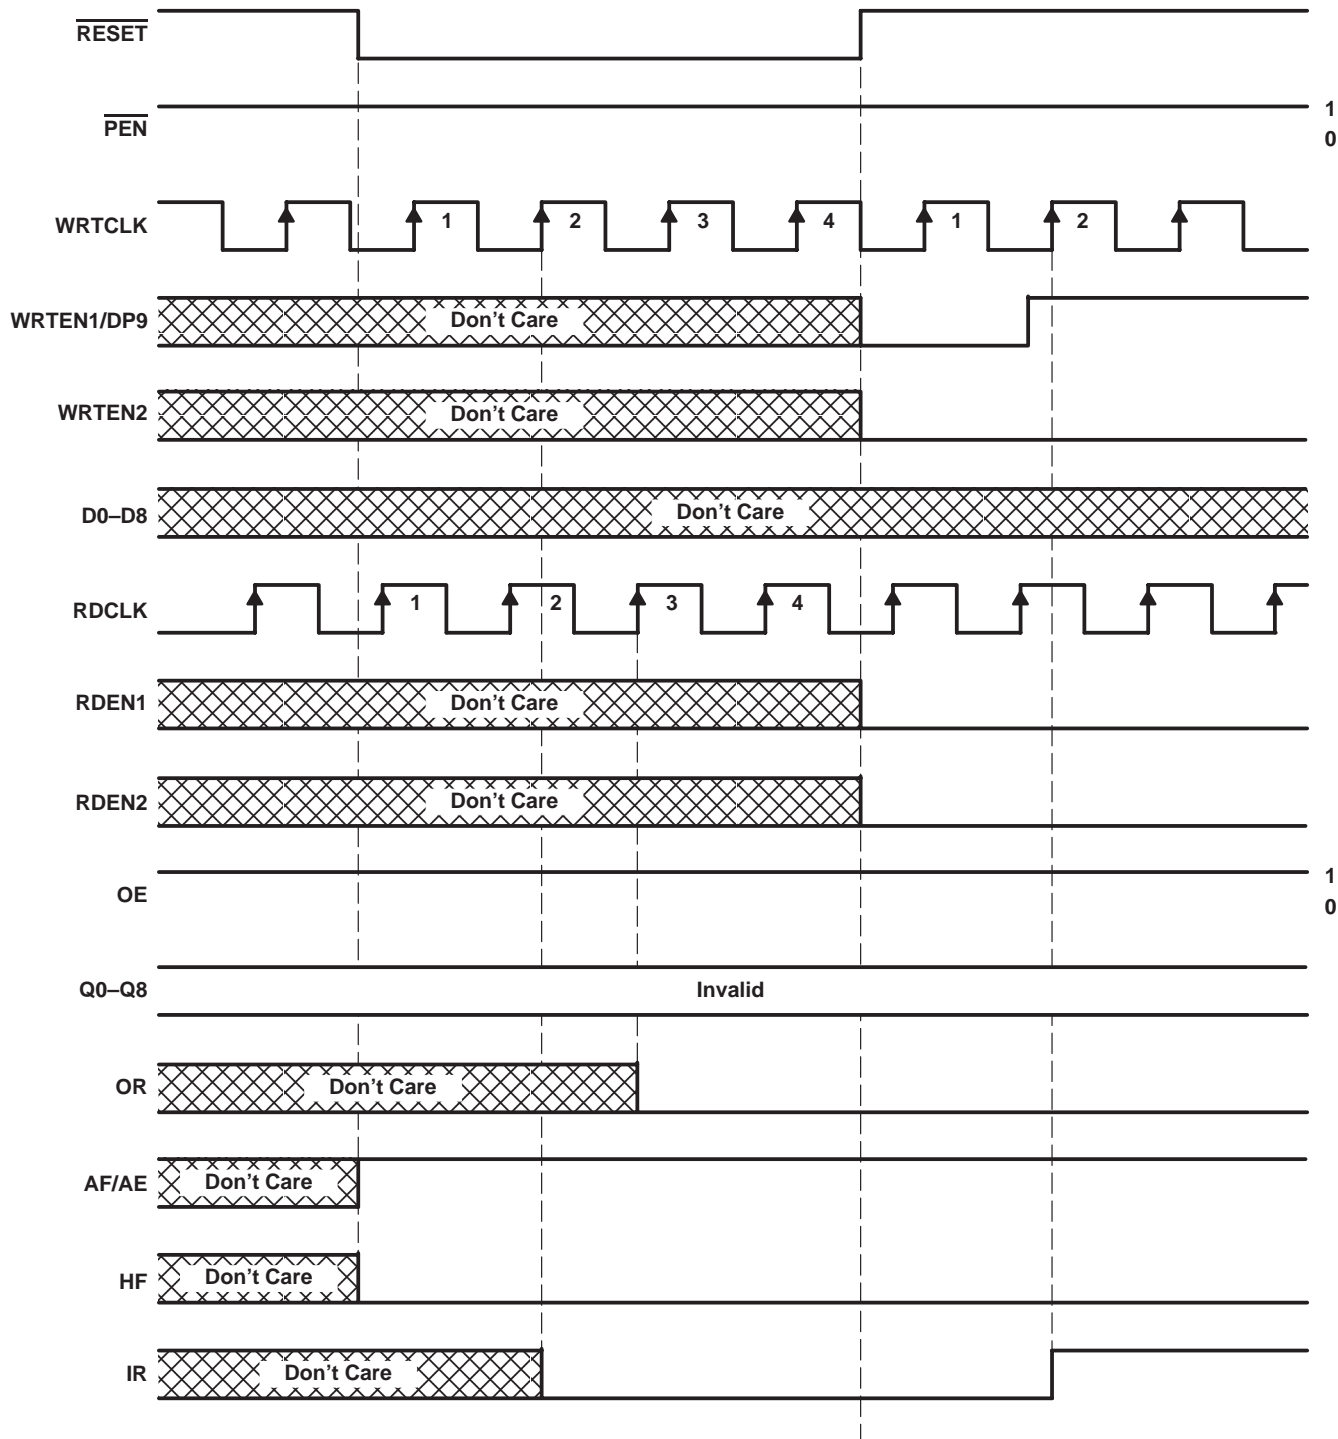 RESET
PEN
1
0
WRTCLK
1 2 3 4 1 2
WRTEN1/DP9
Don't Care
WRTEN2
Don't Care
D0–D8
Don't Care
RDCLK
1 2 3 4
RDEN1
Don't Care
RDEN2
Don't Care
OE
1
0
Q0–Q8
Invalid
OR
Don't Care
AF/AE
Don't Care
HF
Don't Care
IR
Don't Care